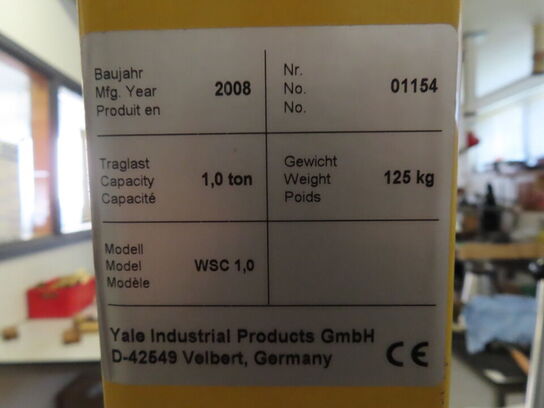 Baujahr
Mfg. Year 2008
Produit en
Nr.
No. 01154
No.
Traglast
Capacity 1,0 ton
Capacité
Gewicht
Weight 125 kg
Poids
Modell
Model WSC 1,0
Modèle
Yale Industrial Products GmbH
D-42549 Velbert, Germany
CE